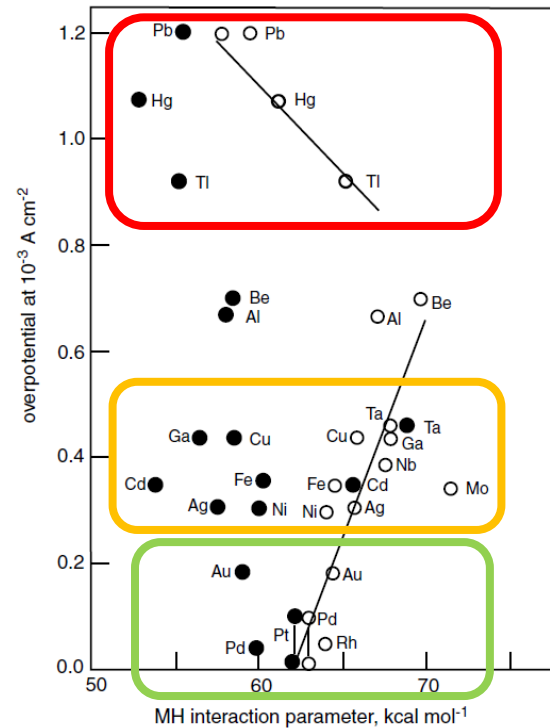 1.2
Pb
Pb
Hg
Hg
1.0
Tl
Tl
0.8
Be
Be
Al
Al
0.6
Ta
Ta
Ga
Cu
Cu
Ga
0.4
Nb
Cd
Fe
Fe
Cd
Mo
Ag
Ni
Ni
Ag
0.2
Au
Au
Pd
Pt
Pd
Rh
0.0
50
60
70
MH interaction parameter, kcal mol⁻¹
overpotential at 10⁻³ A cm⁻²